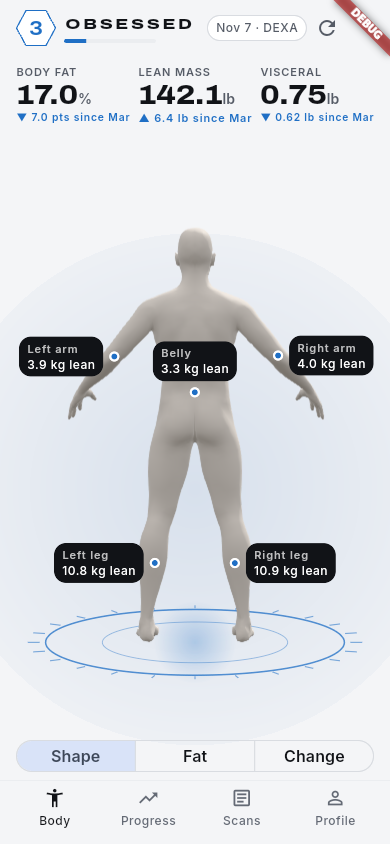 3
OBSESSED
Nov 7 · DEXA
DEBUG
BODY FAT
17.0%
▼ 7.0 pts since Mar
LEAN MASS
142.1lb
▲ 6.4 lb since Mar
VISCERAL
0.75lb
▼ 0.62 lb since Mar
Left arm
3.9 kg lean
Belly
3.3 kg lean
Right arm
4.0 kg lean
Left leg
10.8 kg lean
Right leg
10.9 kg lean
Shape
Fat
Change
Body
Progress
Scans
Profile